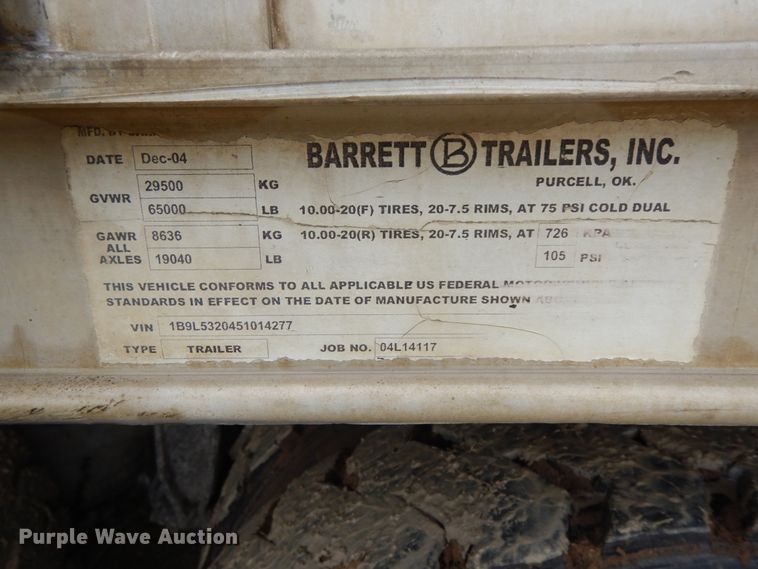 MFD. BY
DATE Dec-04
BARRETT B TRAILERS, INC.
PURCELL, OK.
GVWR 29500 KG
65000 LB 10.00-20(F) TIRES, 20-7.5 RIMS, AT 75 PSI COLD DUAL
GAWR ALL AXLES 8636 KG 10.00-20(R) TIRES, 20-7.5 RIMS, AT 726 KPA
19040 LB 105 PSI
THIS VEHICLE CONFORMS TO ALL APPLICABLE US FEDERAL
STANDARDS IN EFFECT ON THE DATE OF MANUFACTURE SHOWN
VIN 1B9L5320451014277
TYPE TRAILER JOB NO. 04L14117
Purple Wave Auction